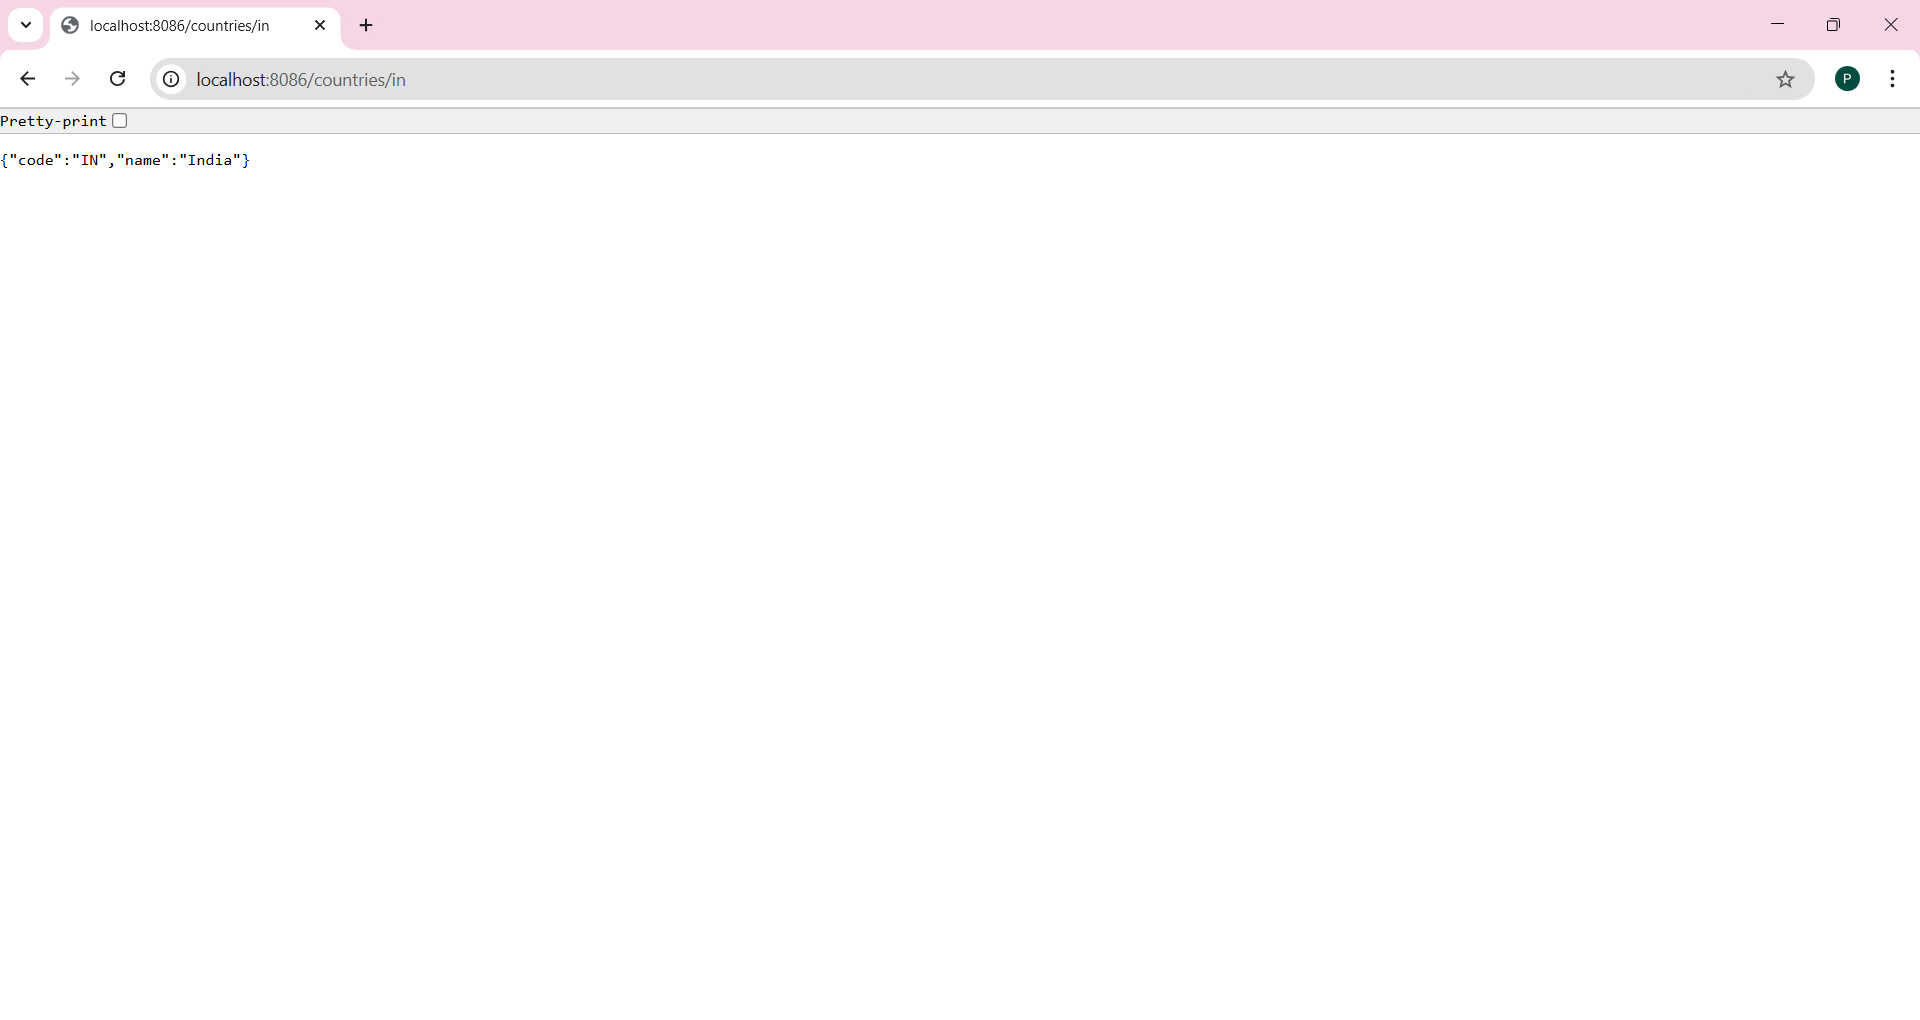 localhost:8086/countries/in
localhost:8086/countries/in
P
Pretty-print
{"code":"IN","name":"India"}